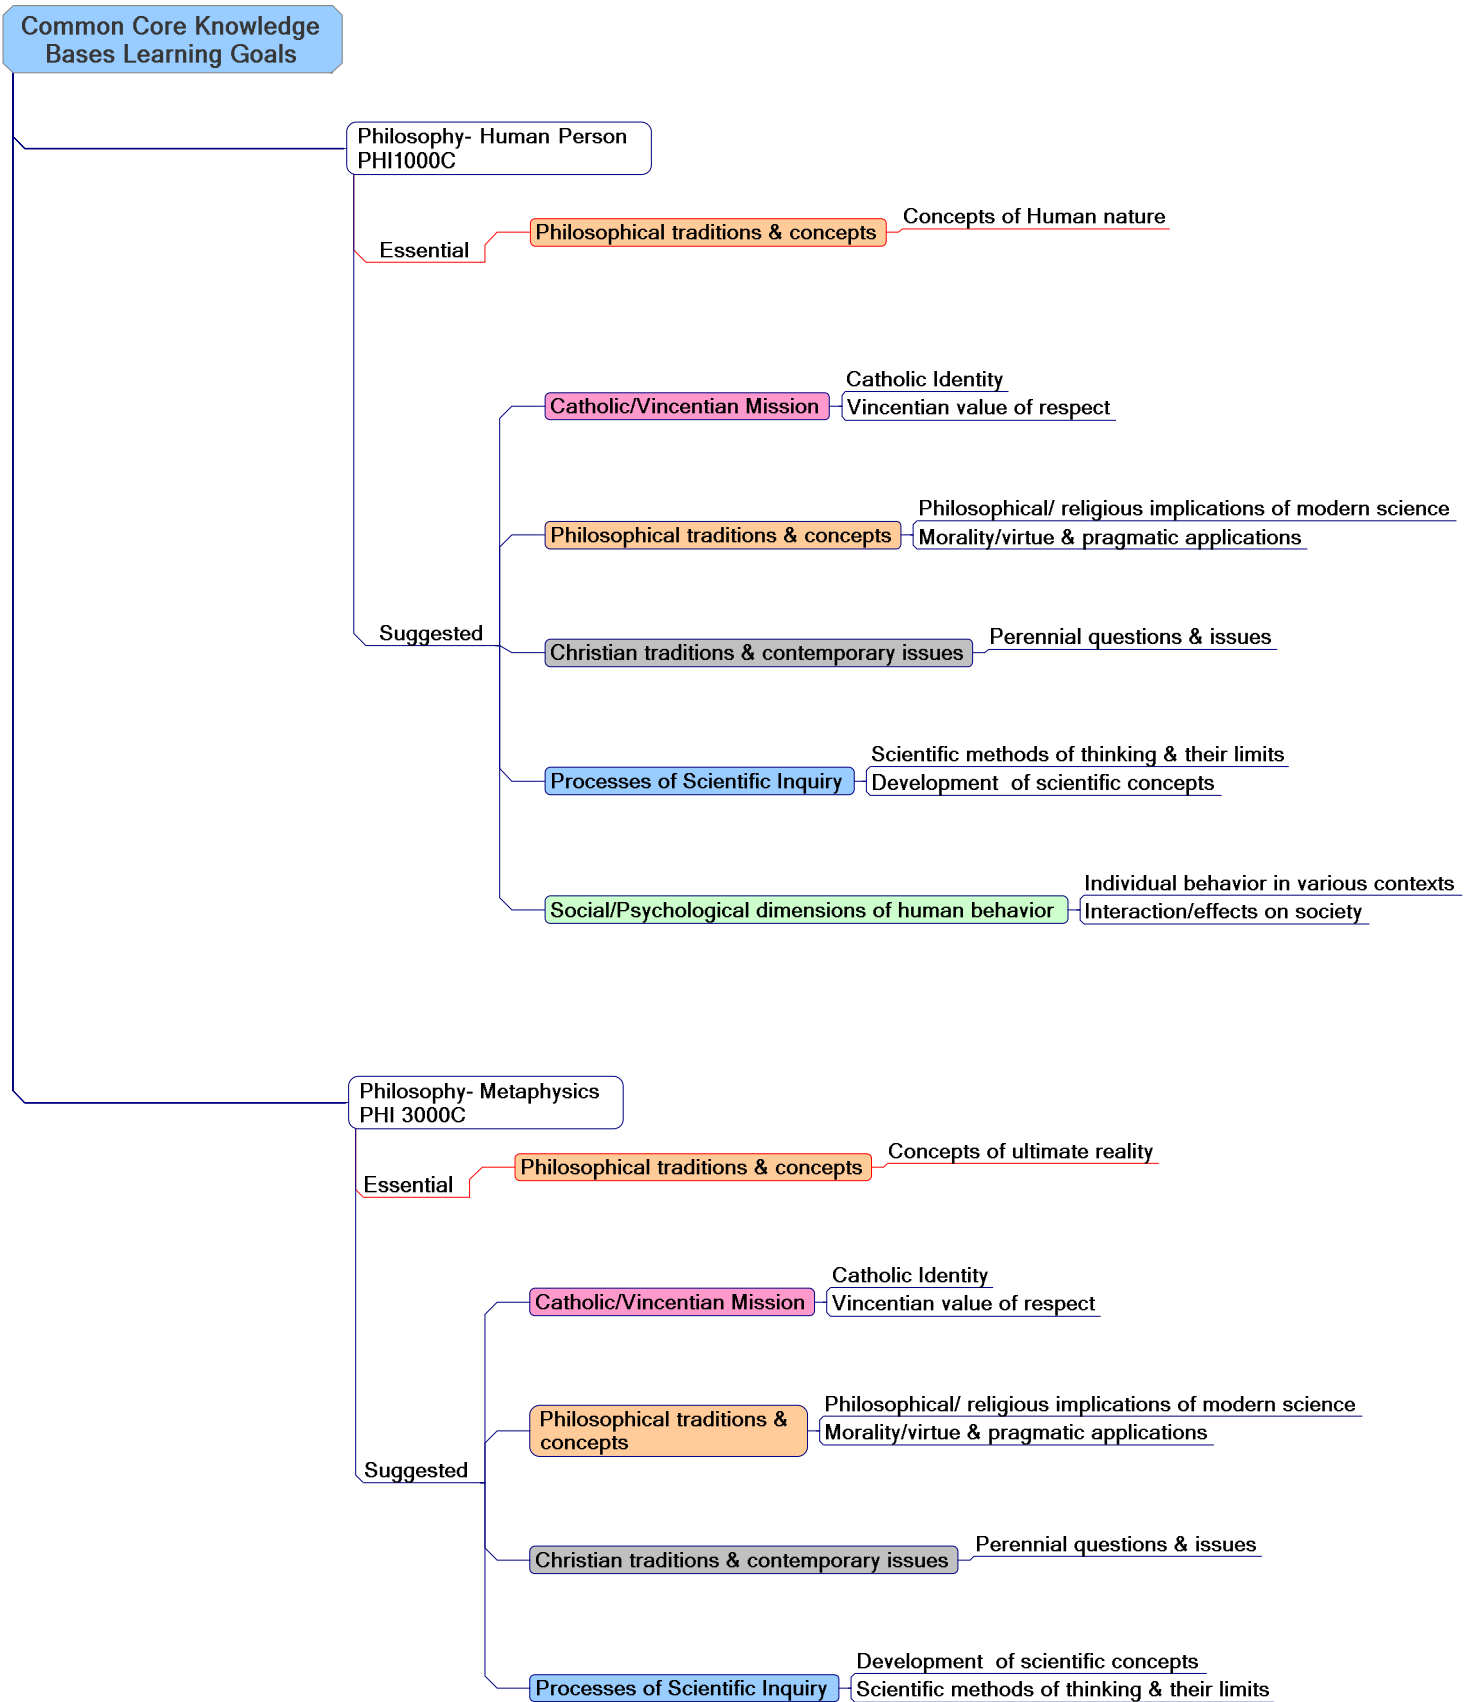 Common Core Knowledge
Bases Learning Goals
Philosophy- Human Person
PHI1000C
Essential
Philosophical traditions & concepts
Concepts of Human nature
Suggested
Catholic/Vincentian Mission
Catholic Identity
Vincentian value of respect
Philosophical traditions & concepts
Philosophical/ religious implications of modern science
Morality/virtue & pragmatic applications
Christian traditions & contemporary issues
Perennial questions & issues
Processes of Scientific Inquiry
Scientific methods of thinking & their limits
Development  of scientific concepts
Social/Psychological dimensions of human behavior
Individual behavior in various contexts
Interaction/effects on society
Philosophy- Metaphysics
PHI 3000C
Essential
Philosophical traditions & concepts
Concepts of ultimate reality
Suggested
Catholic/Vincentian Mission
Catholic Identity
Vincentian value of respect
Philosophical traditions &
concepts
Philosophical/ religious implications of modern science
Morality/virtue & pragmatic applications
Christian traditions & contemporary issues
Perennial questions & issues
Processes of Scientific Inquiry
Development  of scientific concepts
Scientific methods of thinking & their limits